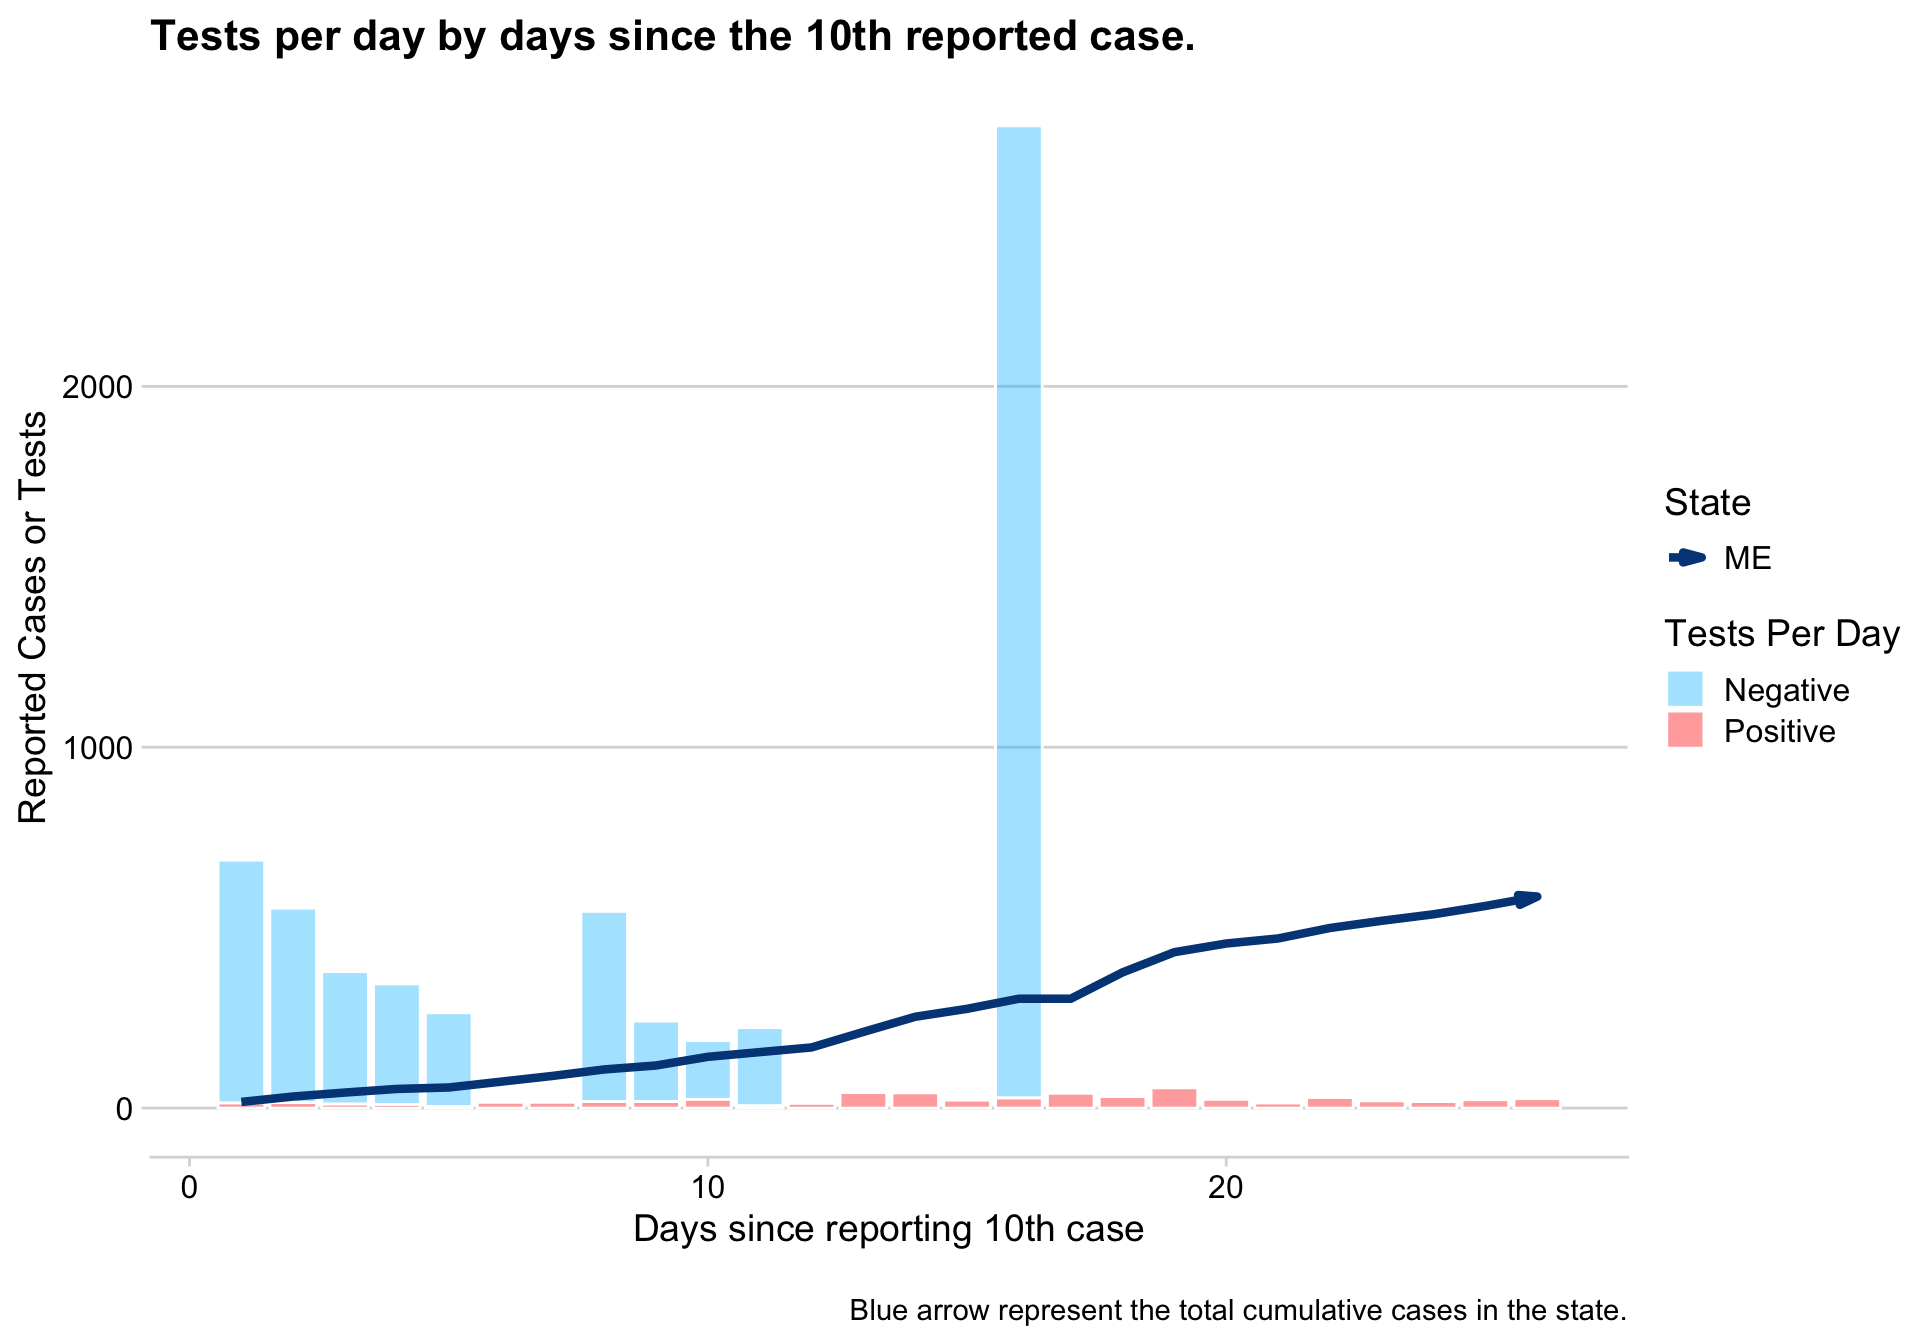 Tests per day by days since the 10th reported case.
Reported Cases or Tests
2000
1000
0
0 10 20
Days since reporting 10th case
State
ME
Tests Per Day
Negative
Positive
Blue arrow represent the total cumulative cases in the state.